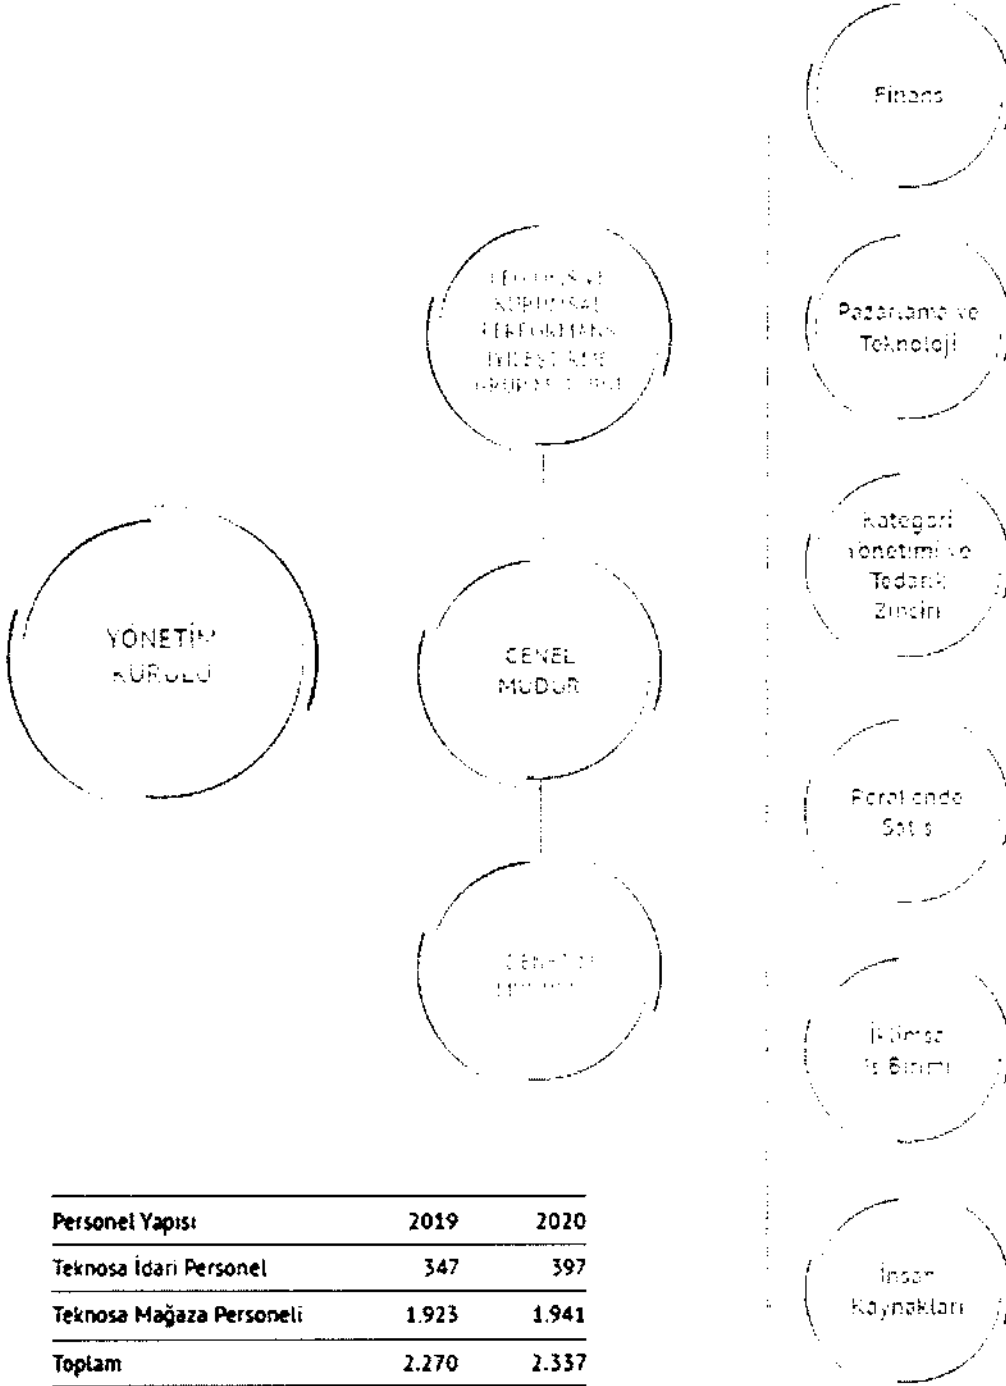 Finans
Pazarlama ve
Teknoloji
KURUMSAL
PERFORMANS
Kategori
Yönetimi ve
Tedarik
Zinciri
YÖNETİM
KURULU
GENEL
MÜDÜR
Perakende
Satış
İklimsa
İş Birimi
İnsan
Kaynakları
Personel Yapısı 2019 2020
Teknosa İdari Personel 347 397
Teknosa Mağaza Personeli 1.923 1.941
Toplam 2.270 2.337